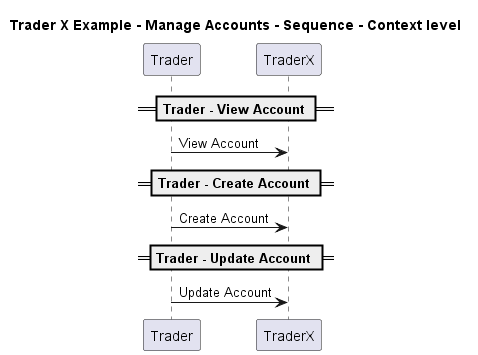 Trader X Example - Manage Accounts - Sequence - Context level
Trader TraderX
Trader - View Account
View Account
Trader - Create Account
Create Account
Trader - Update Account
Update Account
Trader TraderX